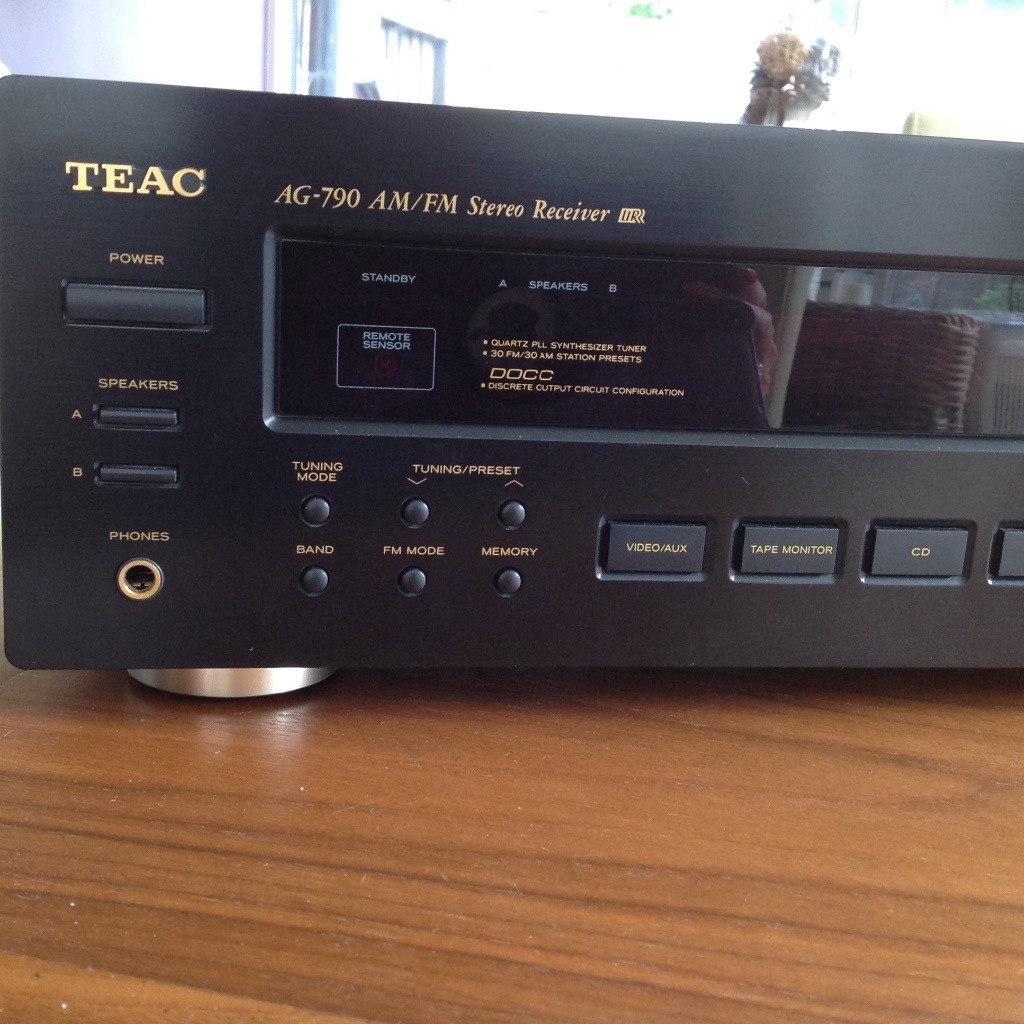 TEAC
AG-790 AM/FM Stereo Receiver UR
POWER
STANDBY
A SPEAKERS B
REMOTE
SENSOR
▪ QUARTZ PLL SYNTHESIZER TUNER
▪ 30 FM/30 AM STATION PRESETS
DOCC
▪ DISCRETE OUTPUT CIRCUIT CONFIGURATION
SPEAKERS
A
B
PHONES
TUNING
MODE
TUNING/PRESET
BAND
FM MODE
MEMORY
VIDEO/AUX
TAPE MONITOR
CD